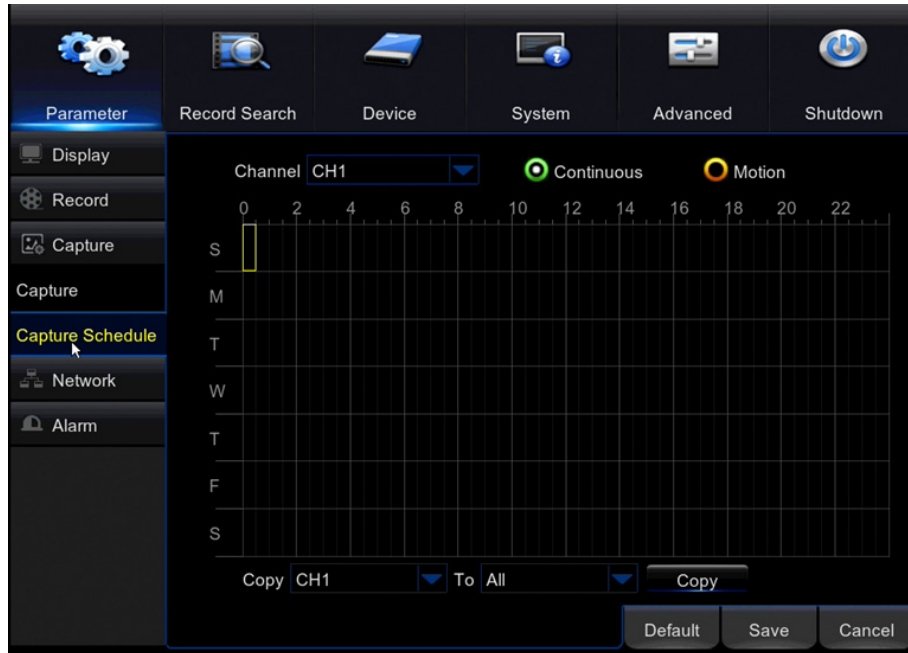 Parameter Record Search Device System Advanced Shutdown
Display
Record
Capture
Capture
Capture Schedule
Network
Alarm
Channel CH1 Continuous Motion
0 2 4 6 8 10 12 14 16 18 20 22
S
M
T
W
T
F
S
Copy CH1 To All Copy
Default Save Cancel